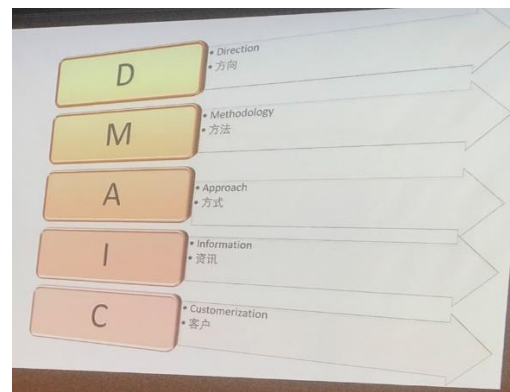 D
• Direction
• 方向
M
• Methodology
• 方法
A
• Approach
• 方式
I
• Information
• 资讯
C
• Customerization
• 客户